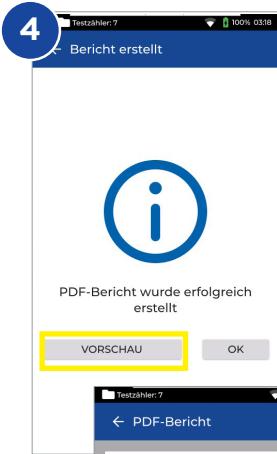 4
Testzähler: 7 100% 03:18
← Bericht erstellt
PDF-Bericht wurde erfolgreich
erstellt
VORSCHAU OK
Testzähler: 7
← PDF-Bericht